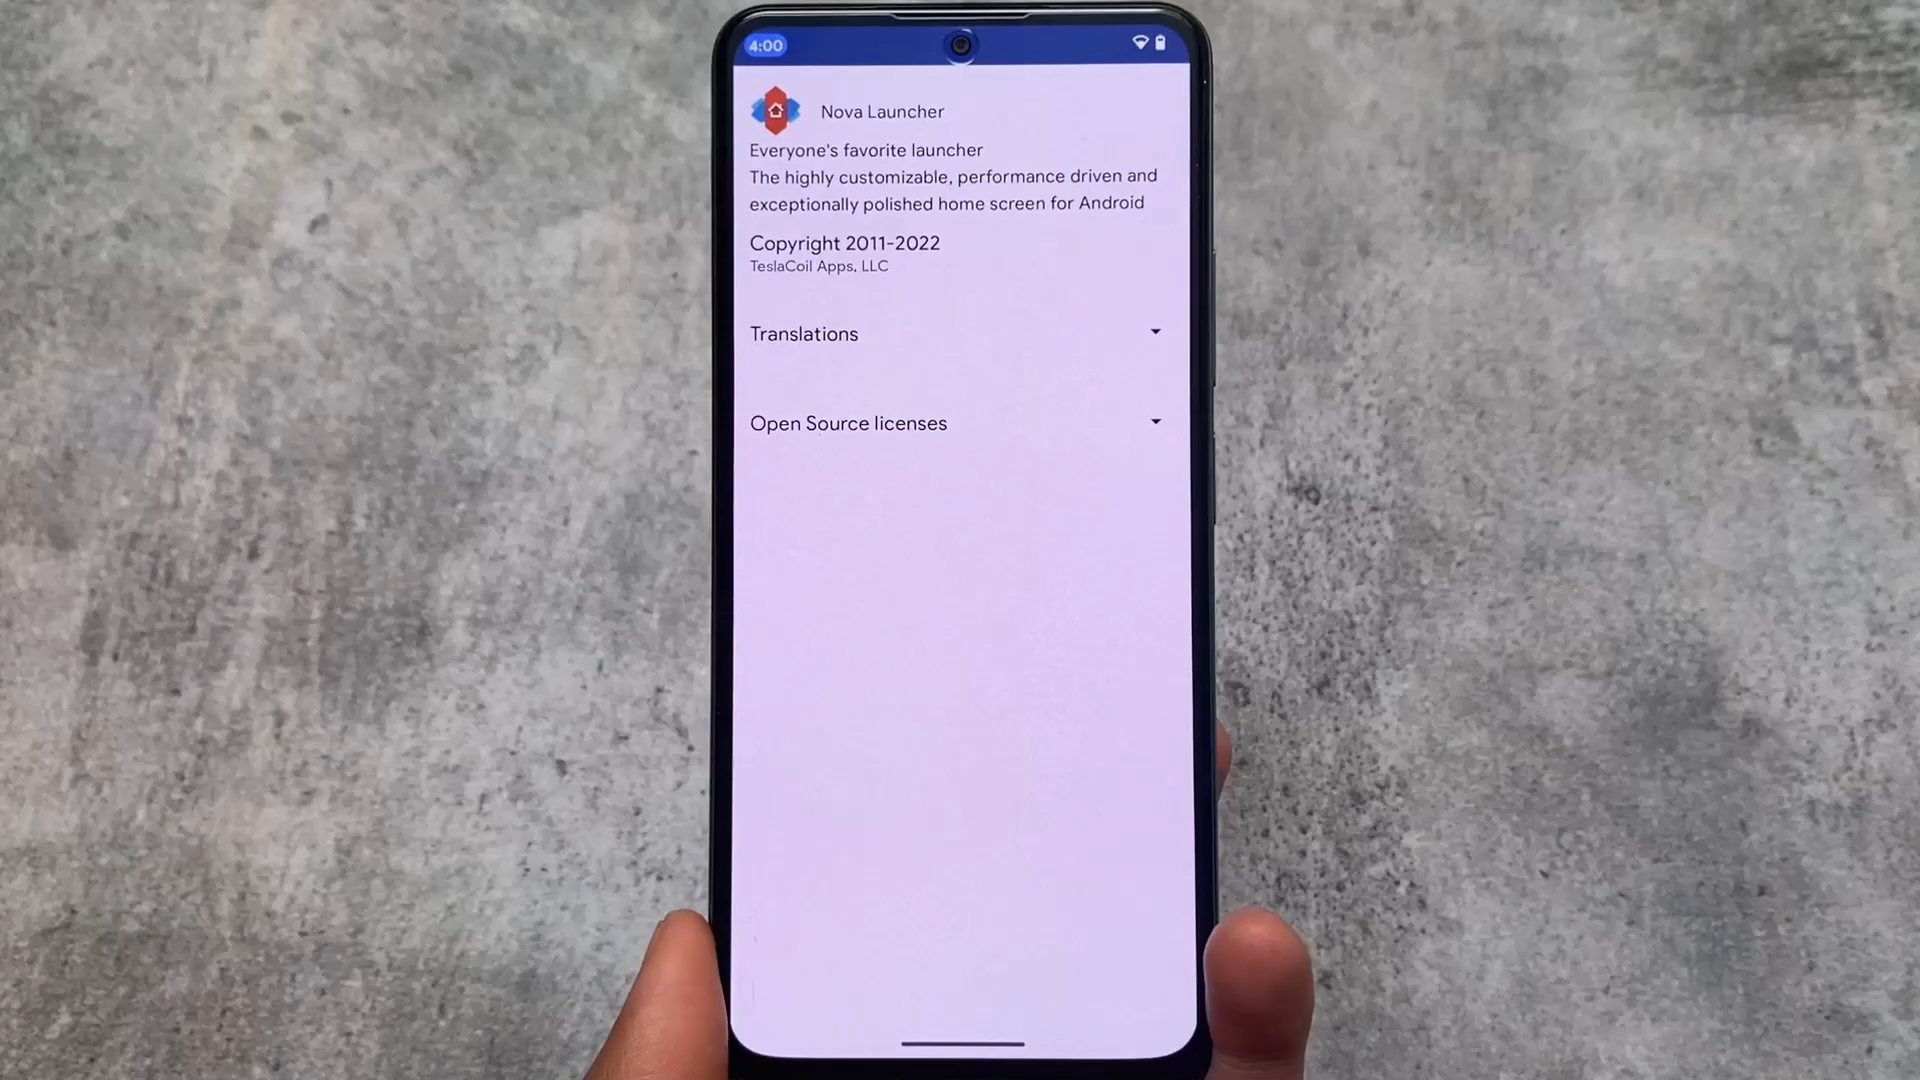 4:00
Nova Launcher
Everyone's favorite launcher
The highly customizable, performance driven and
exceptionally polished home screen for Android
Copyright 2011-2022
TeslaCoil Apps, LLC
Translations
Open Source licenses